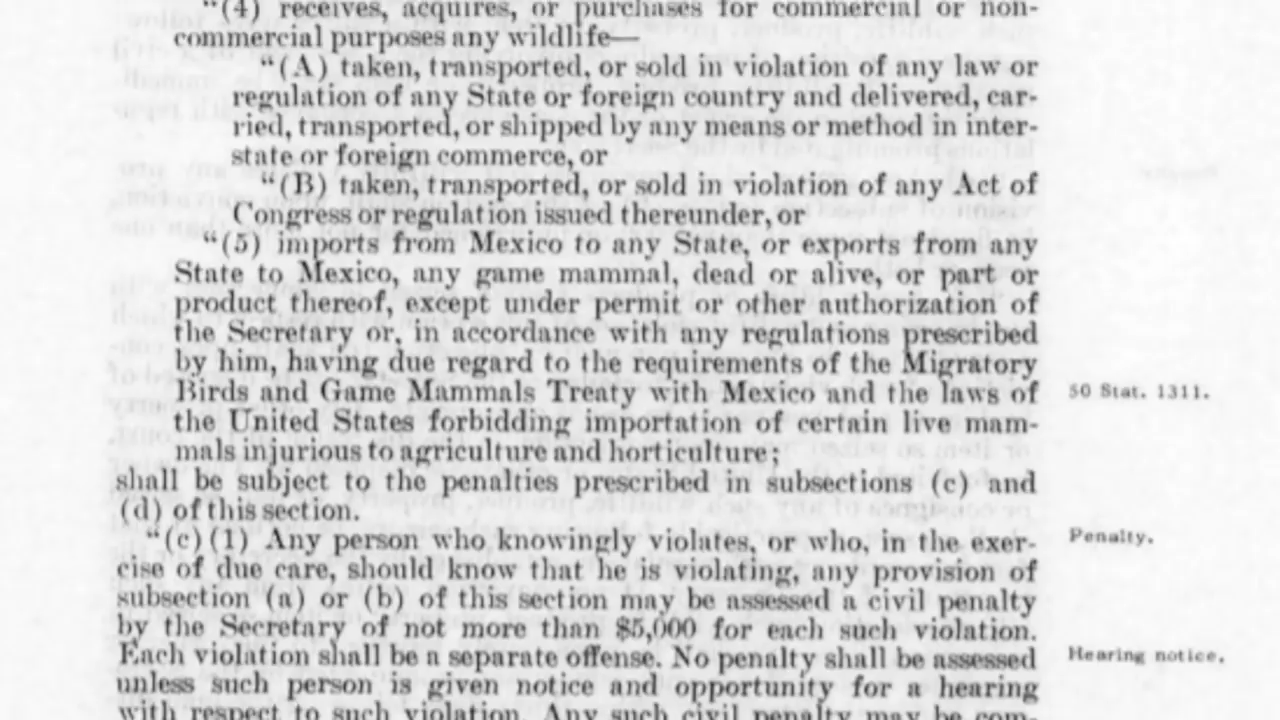 "(4) receives, acquires, or purchases for commercial or non-
commercial purposes any wildlife—
"(A) taken, transported, or sold in violation of any law or
regulation of any State or foreign country and delivered, car-
ried, transported, or shipped by any means or method in inter-
state or foreign commerce, or
"(B) taken, transported, or sold in violation of any Act of
Congress or regulation issued thereunder, or
"(5) imports from Mexico to any State, or exports from any
State to Mexico, any game mammal, dead or alive, or part or
product thereof, except under permit or other authorization of
the Secretary or, in accordance with any regulations prescribed
by him, having due regard to the requirements of the Migratory
Birds and Game Mammals Treaty with Mexico and the laws of
50 Stat. 1311.
the United States forbidding importation of certain live mam-
mals injurious to agriculture and horticulture;
shall be subject to the penalties prescribed in subsections (c) and
(d) of this section.
"(c)(1) Any person who knowingly violates, or who, in the exer-
Penalty.
cise of due care, should know that he is violating, any provision of
subsection (a) or (b) of this section may be assessed a civil penalty
by the Secretary of not more than $5,000 for each such violation.
Each violation shall be a separate offense. No penalty shall be assessed
Hearing notice.
unless such person is given notice and opportunity for a hearing
with respect to such violation. Any such civil penalty may be com-